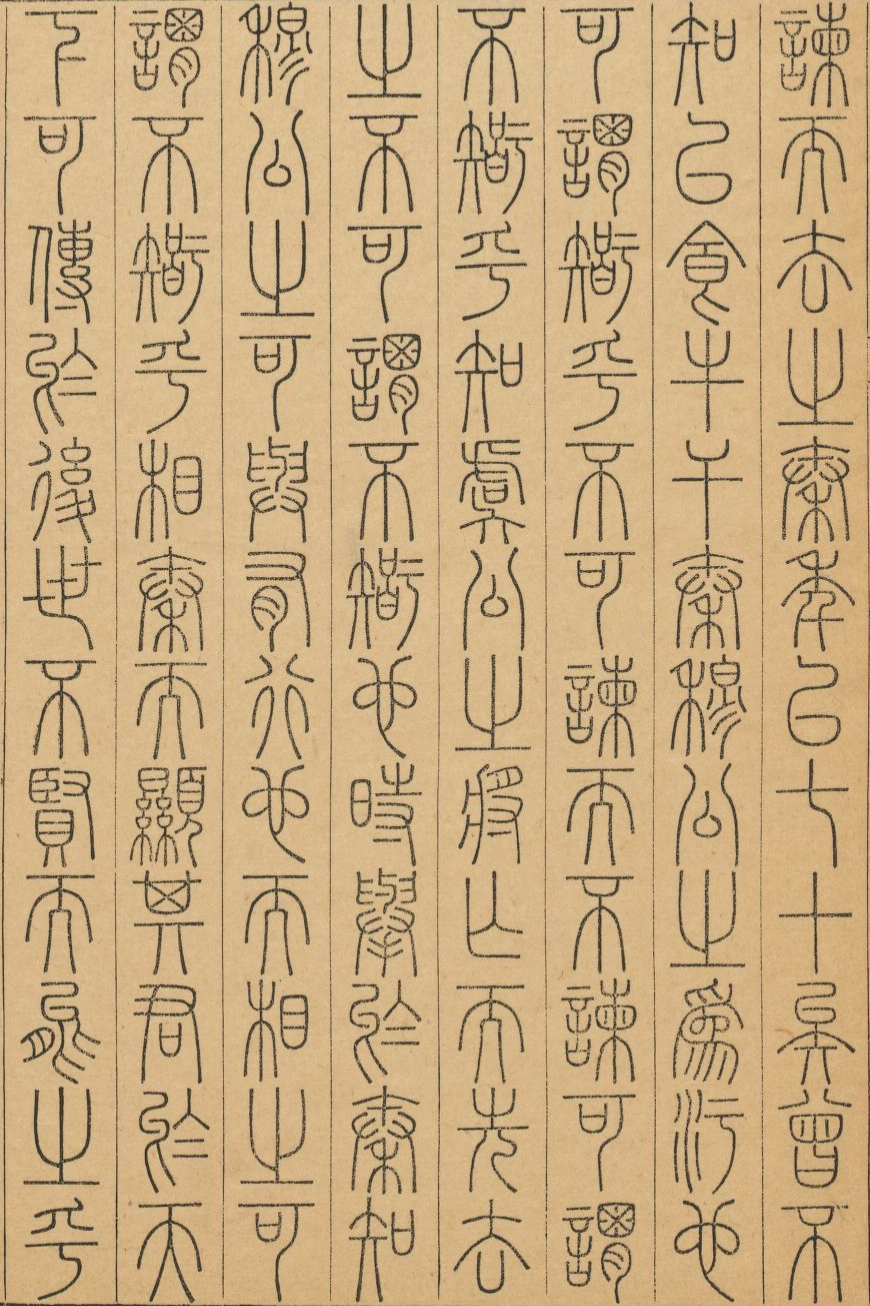 諫而去之秦年已七十矣曾不
知以食牛干秦穆公之為汙也
可謂智乎不可諫而不諫可謂
不智乎知虞公之將亡而先去
之不可謂不智也時舉於秦知
穆公之可與有行也而相之可
謂不智乎相秦而顯其君於天
下可傳於後世不賢而能之乎